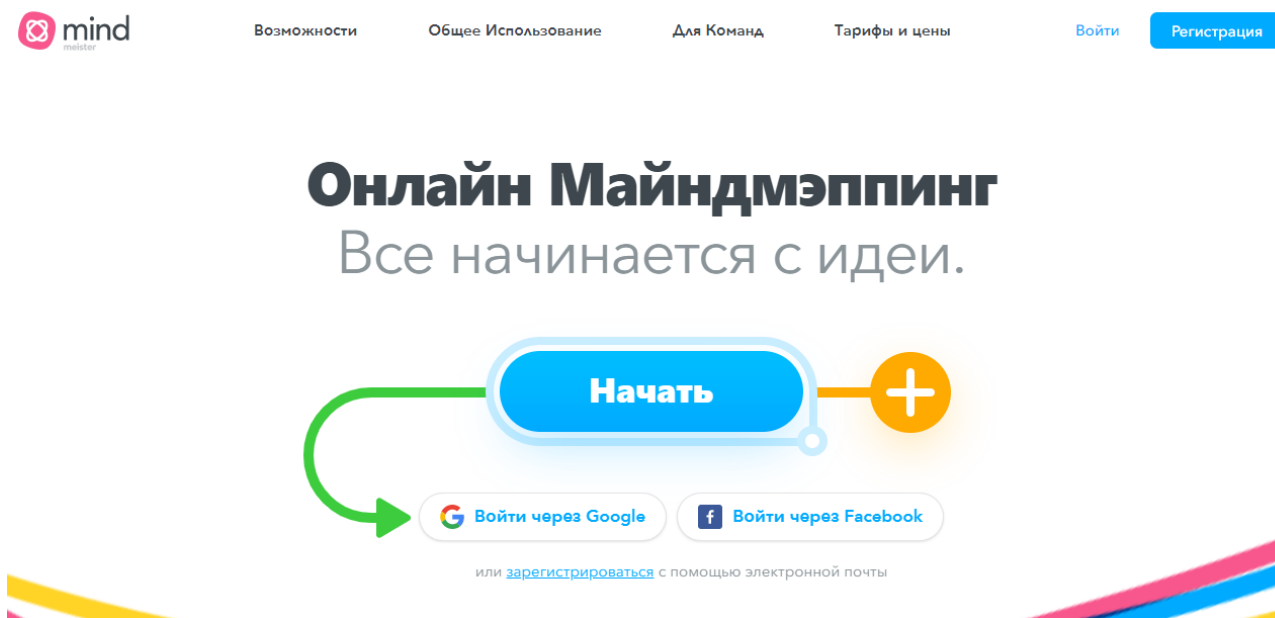 mind
meister
Возможности
Общее Использование
Для Команд
Тарифы и цены
Войти
Регистрация
Онлайн Майндмэппинг
Все начинается с идеи.
Начать
Войти через Google
Войти через Facebook
или зарегистрироваться с помощью электронной почты